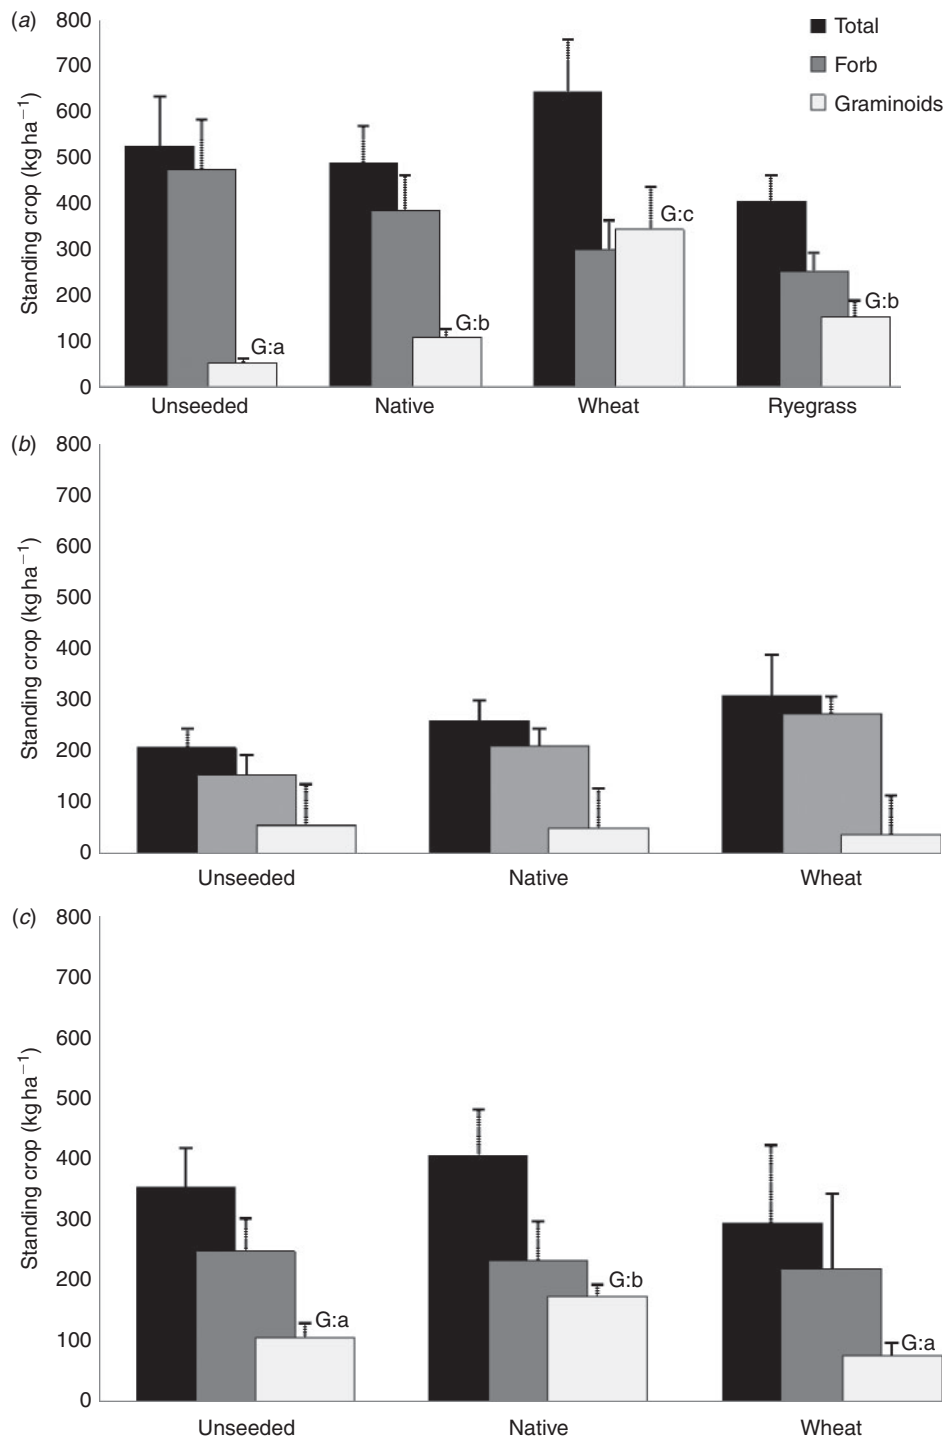 (a)
800
700
600
500
400
300
200
100
0
Standing crop (kg ha−1)
Total
Forb
Graminoids
G:a
G:b
G:c
G:b
Unseeded Native Wheat Ryegrass
(b)
800
700
600
500
400
300
200
100
0
Standing crop (kg ha−1)
Unseeded Native Wheat
(c)
800
700
600
500
400
300
200
100
0
Standing crop (kg ha−1)
G:a
G:b
G:a
Unseeded Native Wheat